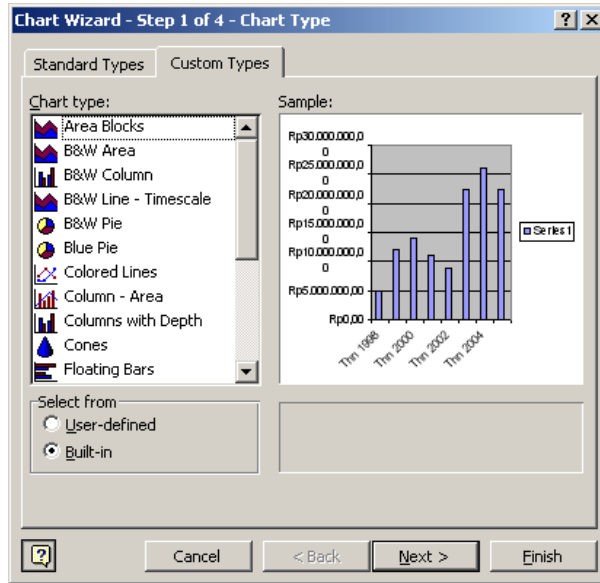 Chart Wizard - Step 1 of 4 - Chart Type
Standard Types
Custom Types
Chart type:
Area Blocks
B&W Area
B&W Column
B&W Line - Timescale
B&W Pie
Blue Pie
Colored Lines
Column - Area
Columns with Depth
Cones
Floating Bars
Sample:
Rp30.000.000,0
0
Rp25.000.000,0
0
Rp20.000.000,0
0
Rp15.000.000,0
0
Rp10.000.000,0
0
Rp5.000.000,00
Rp0,00
Thn 1998
Thn 2000
Thn 2002
Thn 2004
Series1
Select from
User-defined
Built-in
Cancel
< Back
Next >
Finish